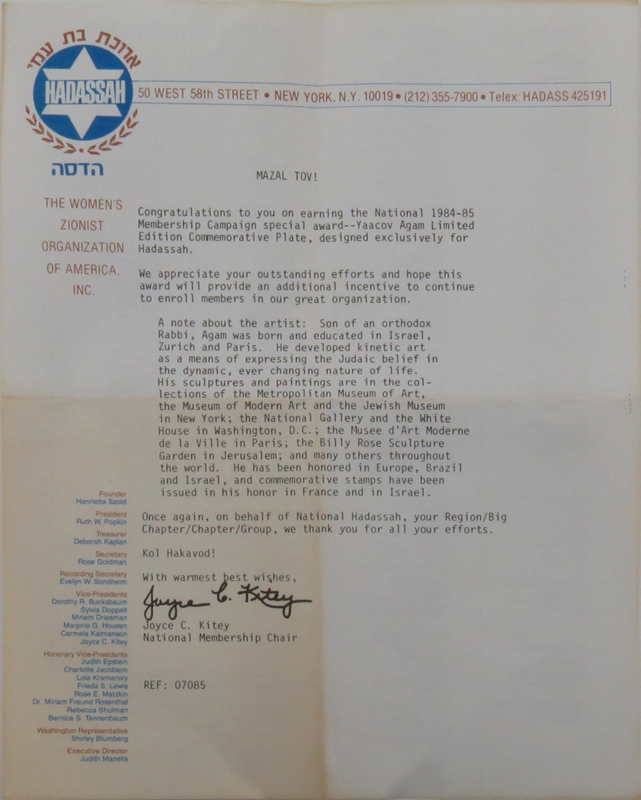 ארוכת בת עמי
HADASSAH
הדסה
50 WEST 58th STREET • NEW YORK, N.Y. 10019 • (212) 355-7900 • Telex: HADASS 425191
THE WOMEN'S
ZIONIST
ORGANIZATION
OF AMERICA,
INC.
MAZAL TOV!
Congratulations to you on earning the National 1984-85
Membership Campaign special award--Yaacov Agam Limited
Edition Commemorative Plate, designed exclusively for
Hadassah.
We appreciate your outstanding efforts and hope this
award will provide an additional incentive to continue
to enroll members in our great organization.
A note about the artist: Son of an orthodox
Rabbi, Agam was born and educated in Israel,
Zurich and Paris. He developed kinetic art
as a means of expressing the Judaic belief in
the dynamic, ever changing nature of life.
His sculptures and paintings are in the col-
lections of the Metropolitan Museum of Art,
the Museum of Modern Art and the Jewish Museum
in New York; the National Gallery and the White
House in Washington, D.C.; the Musee d'Art Moderne
de la Ville in Paris; the Billy Rose Sculpture
Garden in Jerusalem; and many others throughout
the world. He has been honored in Europe, Brazil
and Israel, and commemorative stamps have been
issued in his honor in France and in Israel.
Once again, on behalf of National Hadassah, your Region/Big
Chapter/Chapter/Group, we thank you for all your efforts.
Kol Hakavod!
With warmest best wishes,
Joyce C. Kitey
Joyce C. Kitey
National Membership Chair
REF: 07085
Founder
Henrietta Szold
President
Ruth W. Popkin
Treasurer
Deborah Kaplan
Secretary
Rose Goldman
Recording Secretary
Evelyn W. Sondheim
Vice-Presidents
Dorothy R. Bucksbaum
Sylvia Doppelt
Miriam Griesman
Marjorie G. Housen
Carmela Kalmanson
Joyce C. Kitey
Honorary Vice-Presidents
Judith Epstein
Charlotte Jacobson
Lola Kramarsky
Frieda S. Lewis
Rose E. Matzkin
Dr. Miriam Freund Rosenthal
Rebecca Shulman
Bernice S. Tannenbaum
Washington Representative
Shirley Blumberg
Executive Director
Judith Manelis